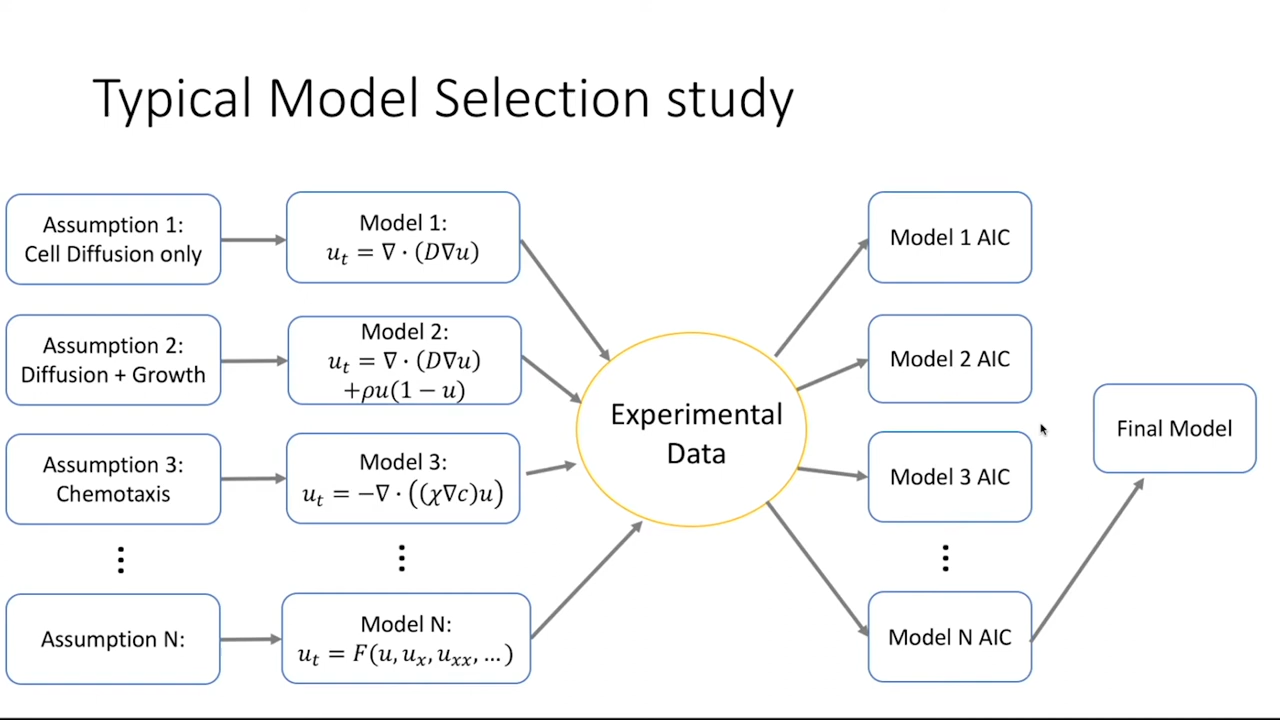 Typical Model Selection study
Assumption 1:
Cell Diffusion only
Model 1:
u_t = ∇ · (D∇u)
Model 1 AIC
Assumption 2:
Diffusion + Growth
Model 2:
u_t = ∇ · (D∇u)
+ρu(1 − u)
Model 2 AIC
Experimental
Data
Final Model
Assumption 3:
Chemotaxis
Model 3:
u_t = −∇ · ((χ∇c)u)
Model 3 AIC
Assumption N:
Model N:
u_t = F(u, u_x, u_xx, …)
Model N AIC